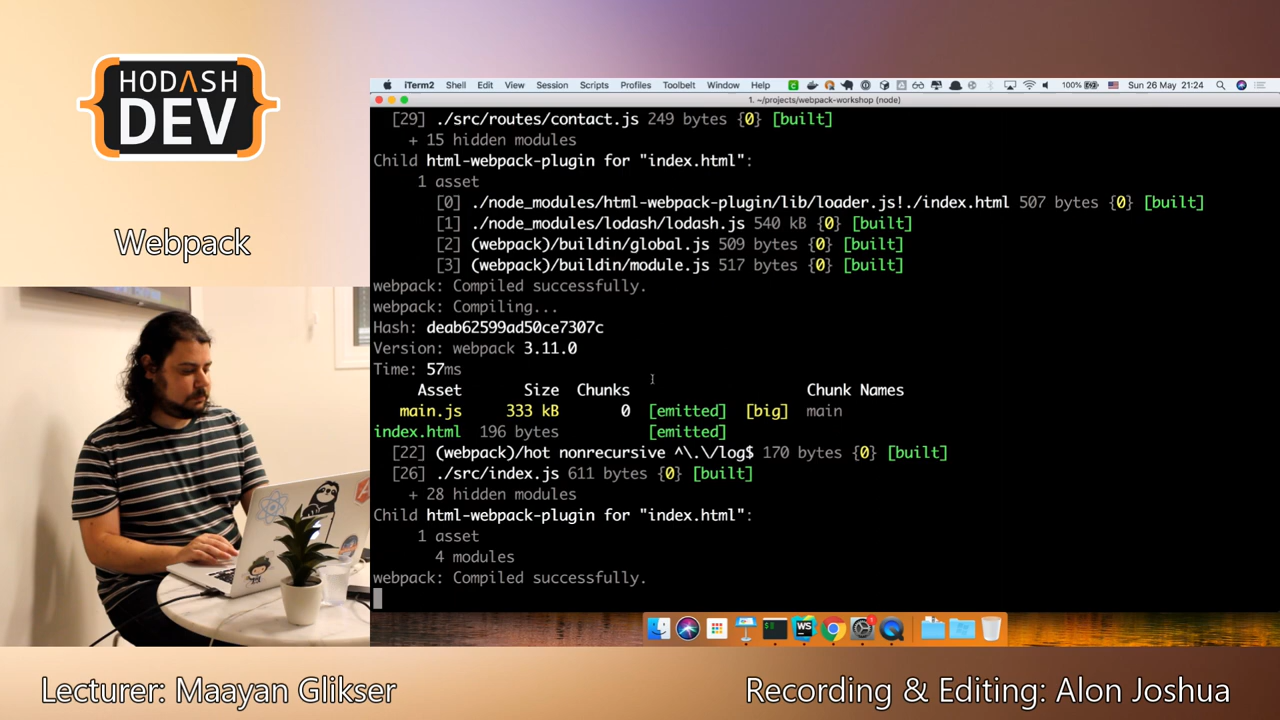 HODASH
DEV
Webpack
iTerm2 Shell Edit View Session Scripts Profiles Toolbelt Window Help 100% Sun 26 May 21:24
1. ~/projects/webpack-workshop (node)
[29] ./src/routes/contact.js 249 bytes {0} [built]
+ 15 hidden modules
Child html-webpack-plugin for "index.html":
1 asset
[0] ./node_modules/html-webpack-plugin/lib/loader.js!./index.html 507 bytes {0} [built]
[1] ./node_modules/lodash/lodash.js 540 kB {0} [built]
[2] (webpack)/buildin/global.js 509 bytes {0} [built]
[3] (webpack)/buildin/module.js 517 bytes {0} [built]
webpack: Compiled successfully.
webpack: Compiling...
Hash: deab62599ad50ce7307c
Version: webpack 3.11.0
Time: 57ms
Asset Size Chunks Chunk Names
main.js 333 kB 0 [emitted] [big] main
index.html 196 bytes [emitted]
[22] (webpack)/hot nonrecursive ^\.\/log$ 170 bytes {0} [built]
[26] ./src/index.js 611 bytes {0} [built]
+ 28 hidden modules
Child html-webpack-plugin for "index.html":
1 asset
4 modules
webpack: Compiled successfully.
WS
Lecturer: Maayan Glikser
Recording & Editing: Alon Joshua